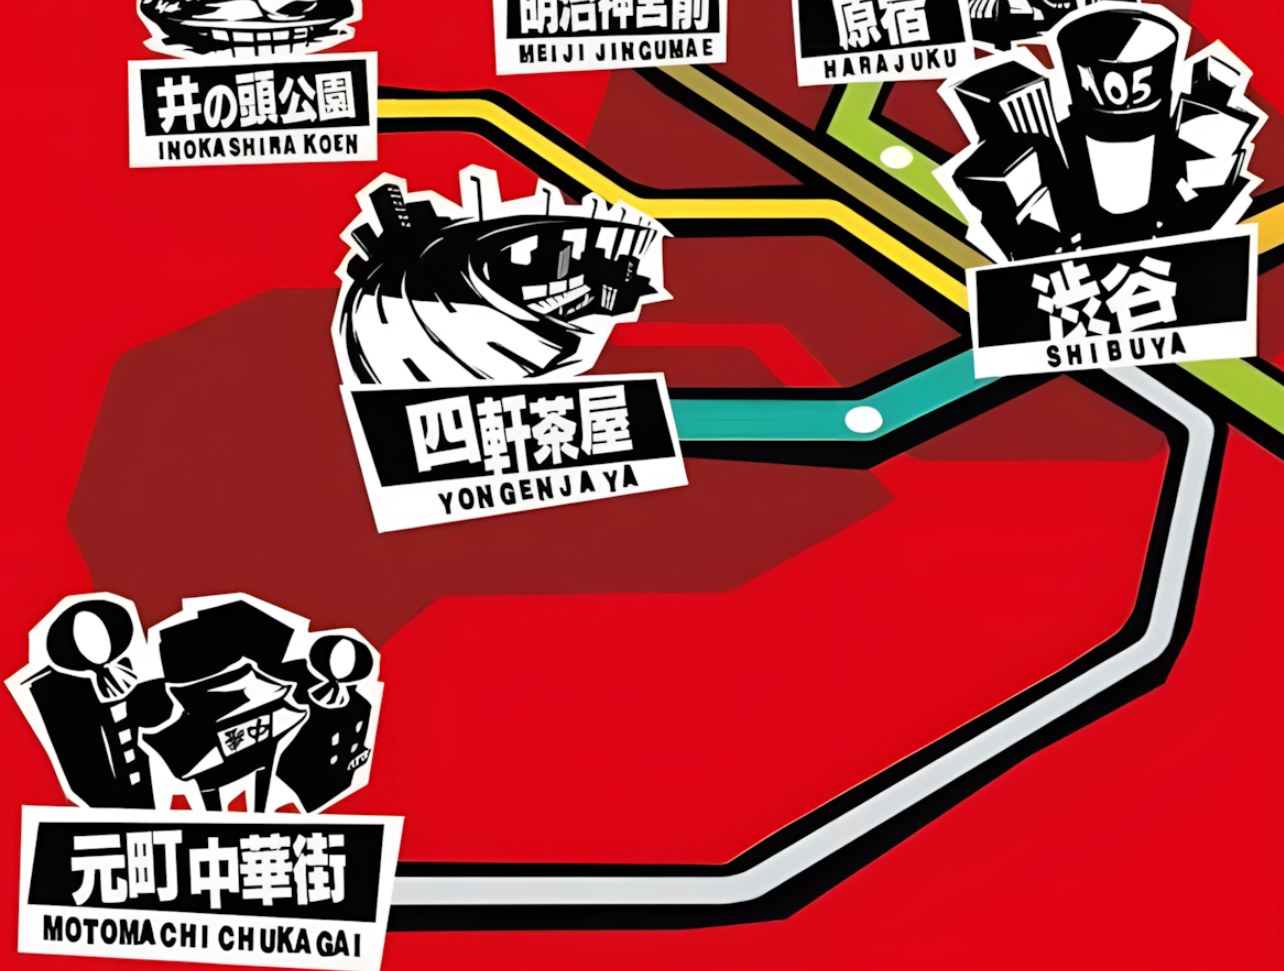 明治神宮前
MEIJI JINGUMAE
原宿
HARAJUKU
井の頭公園
INOKASHIRA KOEN
105
渋谷
SHIBUYA
四軒茶屋
YONGENJAYA
元町中華街
MOTOMACHI CHUKAGAI